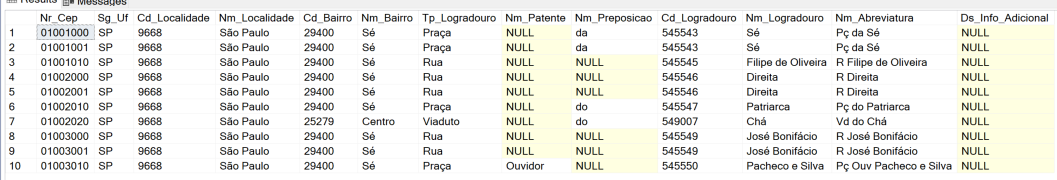 Results Messages
Nr_Cep Sg_Uf Cd_Localidade Nm_Localidade Cd_Bairro Nm_Bairro Tp_Logradouro Nm_Patente Nm_Preposicao Cd_Logradouro Nm_Logradouro Nm_Abreviatura Ds_Info_Adicional
1 01001000 SP 9668 São Paulo 29400 Sé Praça NULL da 545543 Sé Pç da Sé NULL
2 01001001 SP 9668 São Paulo 29400 Sé Praça NULL da 545543 Sé Pç da Sé NULL
3 01001010 SP 9668 São Paulo 29400 Sé Rua NULL NULL 545545 Filipe de Oliveira R Filipe de Oliveira NULL
4 01002000 SP 9668 São Paulo 29400 Sé Rua NULL NULL 545546 Direita R Direita NULL
5 01002001 SP 9668 São Paulo 29400 Sé Rua NULL NULL 545546 Direita R Direita NULL
6 01002010 SP 9668 São Paulo 29400 Sé Praça NULL do 545547 Patriarca Pç do Patriarca NULL
7 01002020 SP 9668 São Paulo 25279 Centro Viaduto NULL do 549007 Chá Vd do Chá NULL
8 01003000 SP 9668 São Paulo 29400 Sé Rua NULL NULL 545549 José Bonifácio R José Bonifácio NULL
9 01003001 SP 9668 São Paulo 29400 Sé Rua NULL NULL 545549 José Bonifácio R José Bonifácio NULL
10 01003010 SP 9668 São Paulo 29400 Sé Praça Ouvidor NULL 545550 Pacheco e Silva Pç Ouv Pacheco e Silva NULL